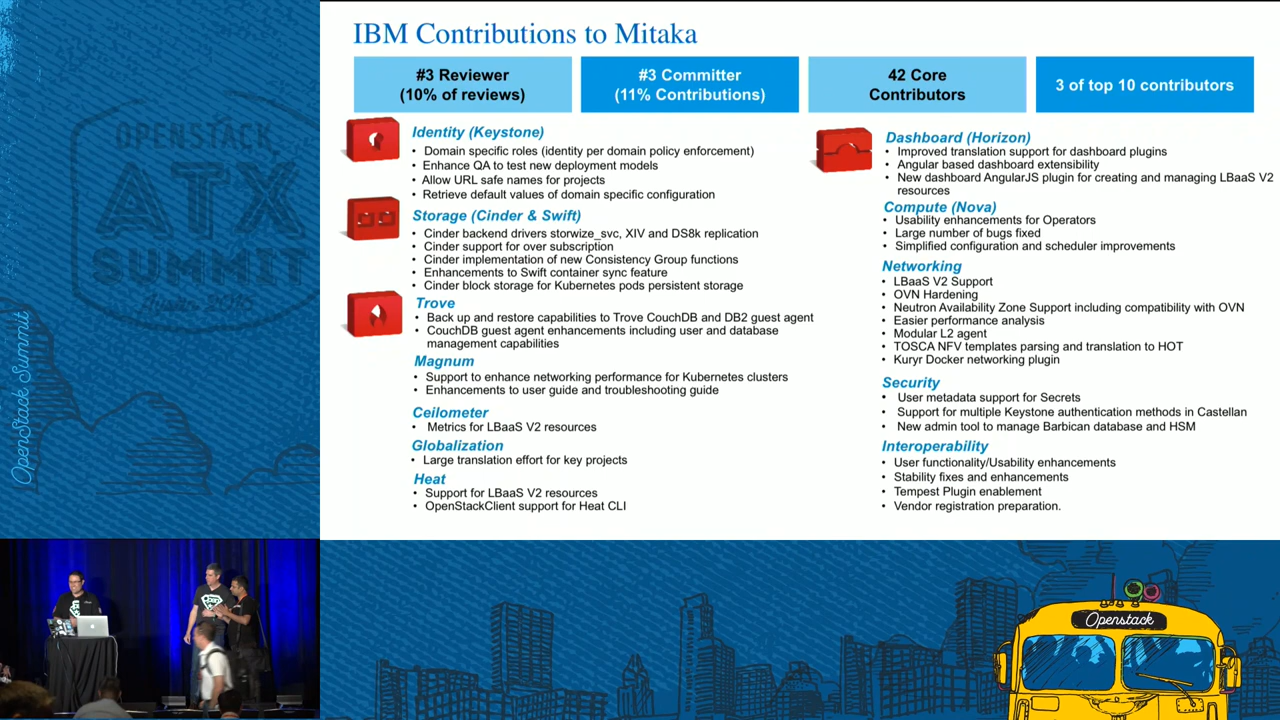 IBM Contributions to Mitaka
#3 Reviewer
(10% of reviews)
#3 Committer
(11% Contributions)
42 Core
Contributors
3 of top 10 contributors
Identity (Keystone)
• Domain specific roles (identity per domain policy enforcement)
• Enhance QA to test new deployment models
• Allow URL safe names for projects
• Retrieve default values of domain specific configuration
Storage (Cinder & Swift)
• Cinder backend drivers storwize_svc, XIV and DS8k replication
• Cinder support for over subscription
• Cinder implementation of new Consistency Group functions
• Enhancements to Swift container sync feature
• Cinder block storage for Kubernetes pods persistent storage
Trove
• Back up and restore capabilities to Trove CouchDB and DB2 guest agent
• CouchDB guest agent enhancements including user and database
management capabilities
Magnum
• Support to enhance networking performance for Kubernetes clusters
• Enhancements to user guide and troubleshooting guide
Ceilometer
• Metrics for LBaaS V2 resources
Globalization
• Large translation effort for key projects
Heat
• Support for LBaaS V2 resources
• OpenStackClient support for Heat CLI
Dashboard (Horizon)
• Improved translation support for dashboard plugins
• Angular based dashboard extensibility
• New dashboard AngularJS plugin for creating and managing LBaaS V2
resources
Compute (Nova)
• Usability enhancements for Operators
• Large number of bugs fixed
• Simplified configuration and scheduler improvements
Networking
• LBaaS V2 Support
• OVN Hardening
• Neutron Availability Zone Support including compatibility with OVN
• Easier performance analysis
• Modular L2 agent
• TOSCA NFV templates parsing and translation to HOT
• Kuryr Docker networking plugin
Security
• User metadata support for Secrets
• Support for multiple Keystone authentication methods in Castellan
• New admin tool to manage Barbican database and HSM
Interoperability
• User functionality/Usability enhancements
• Stability fixes and enhancements
• Tempest Plugin enablement
• Vendor registration preparation.
OPENSTACK
ATX
SUMMIT
OpenStack Summit
Openstack